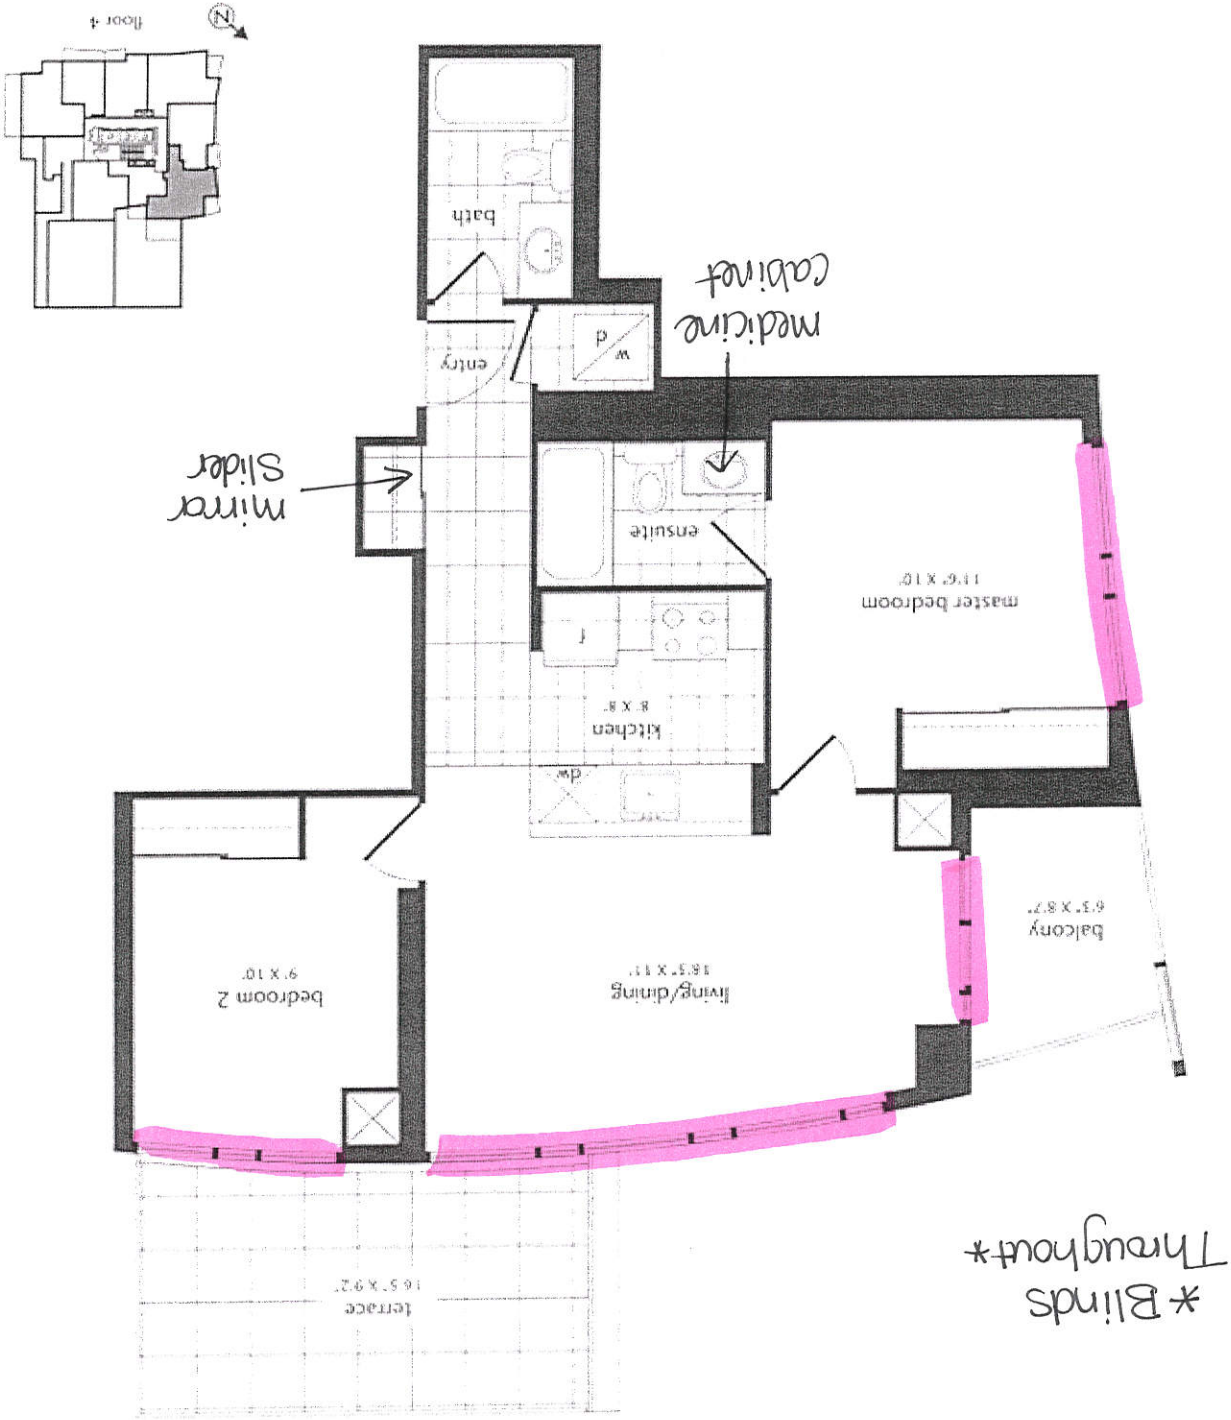 *Blinds
Throughout*
terrace
16'5" X 9'2"
balcony
6'3" X 8'7"
living/dining
18'5" X 11'
bedroom 2
9' X 10'
dw
kitchen
8' X 8'
f
master bedroom
11'6" X 10'
ensuite
mirror
Slider
medicine
cabinet
entry
w
d
bath
N
floor 4